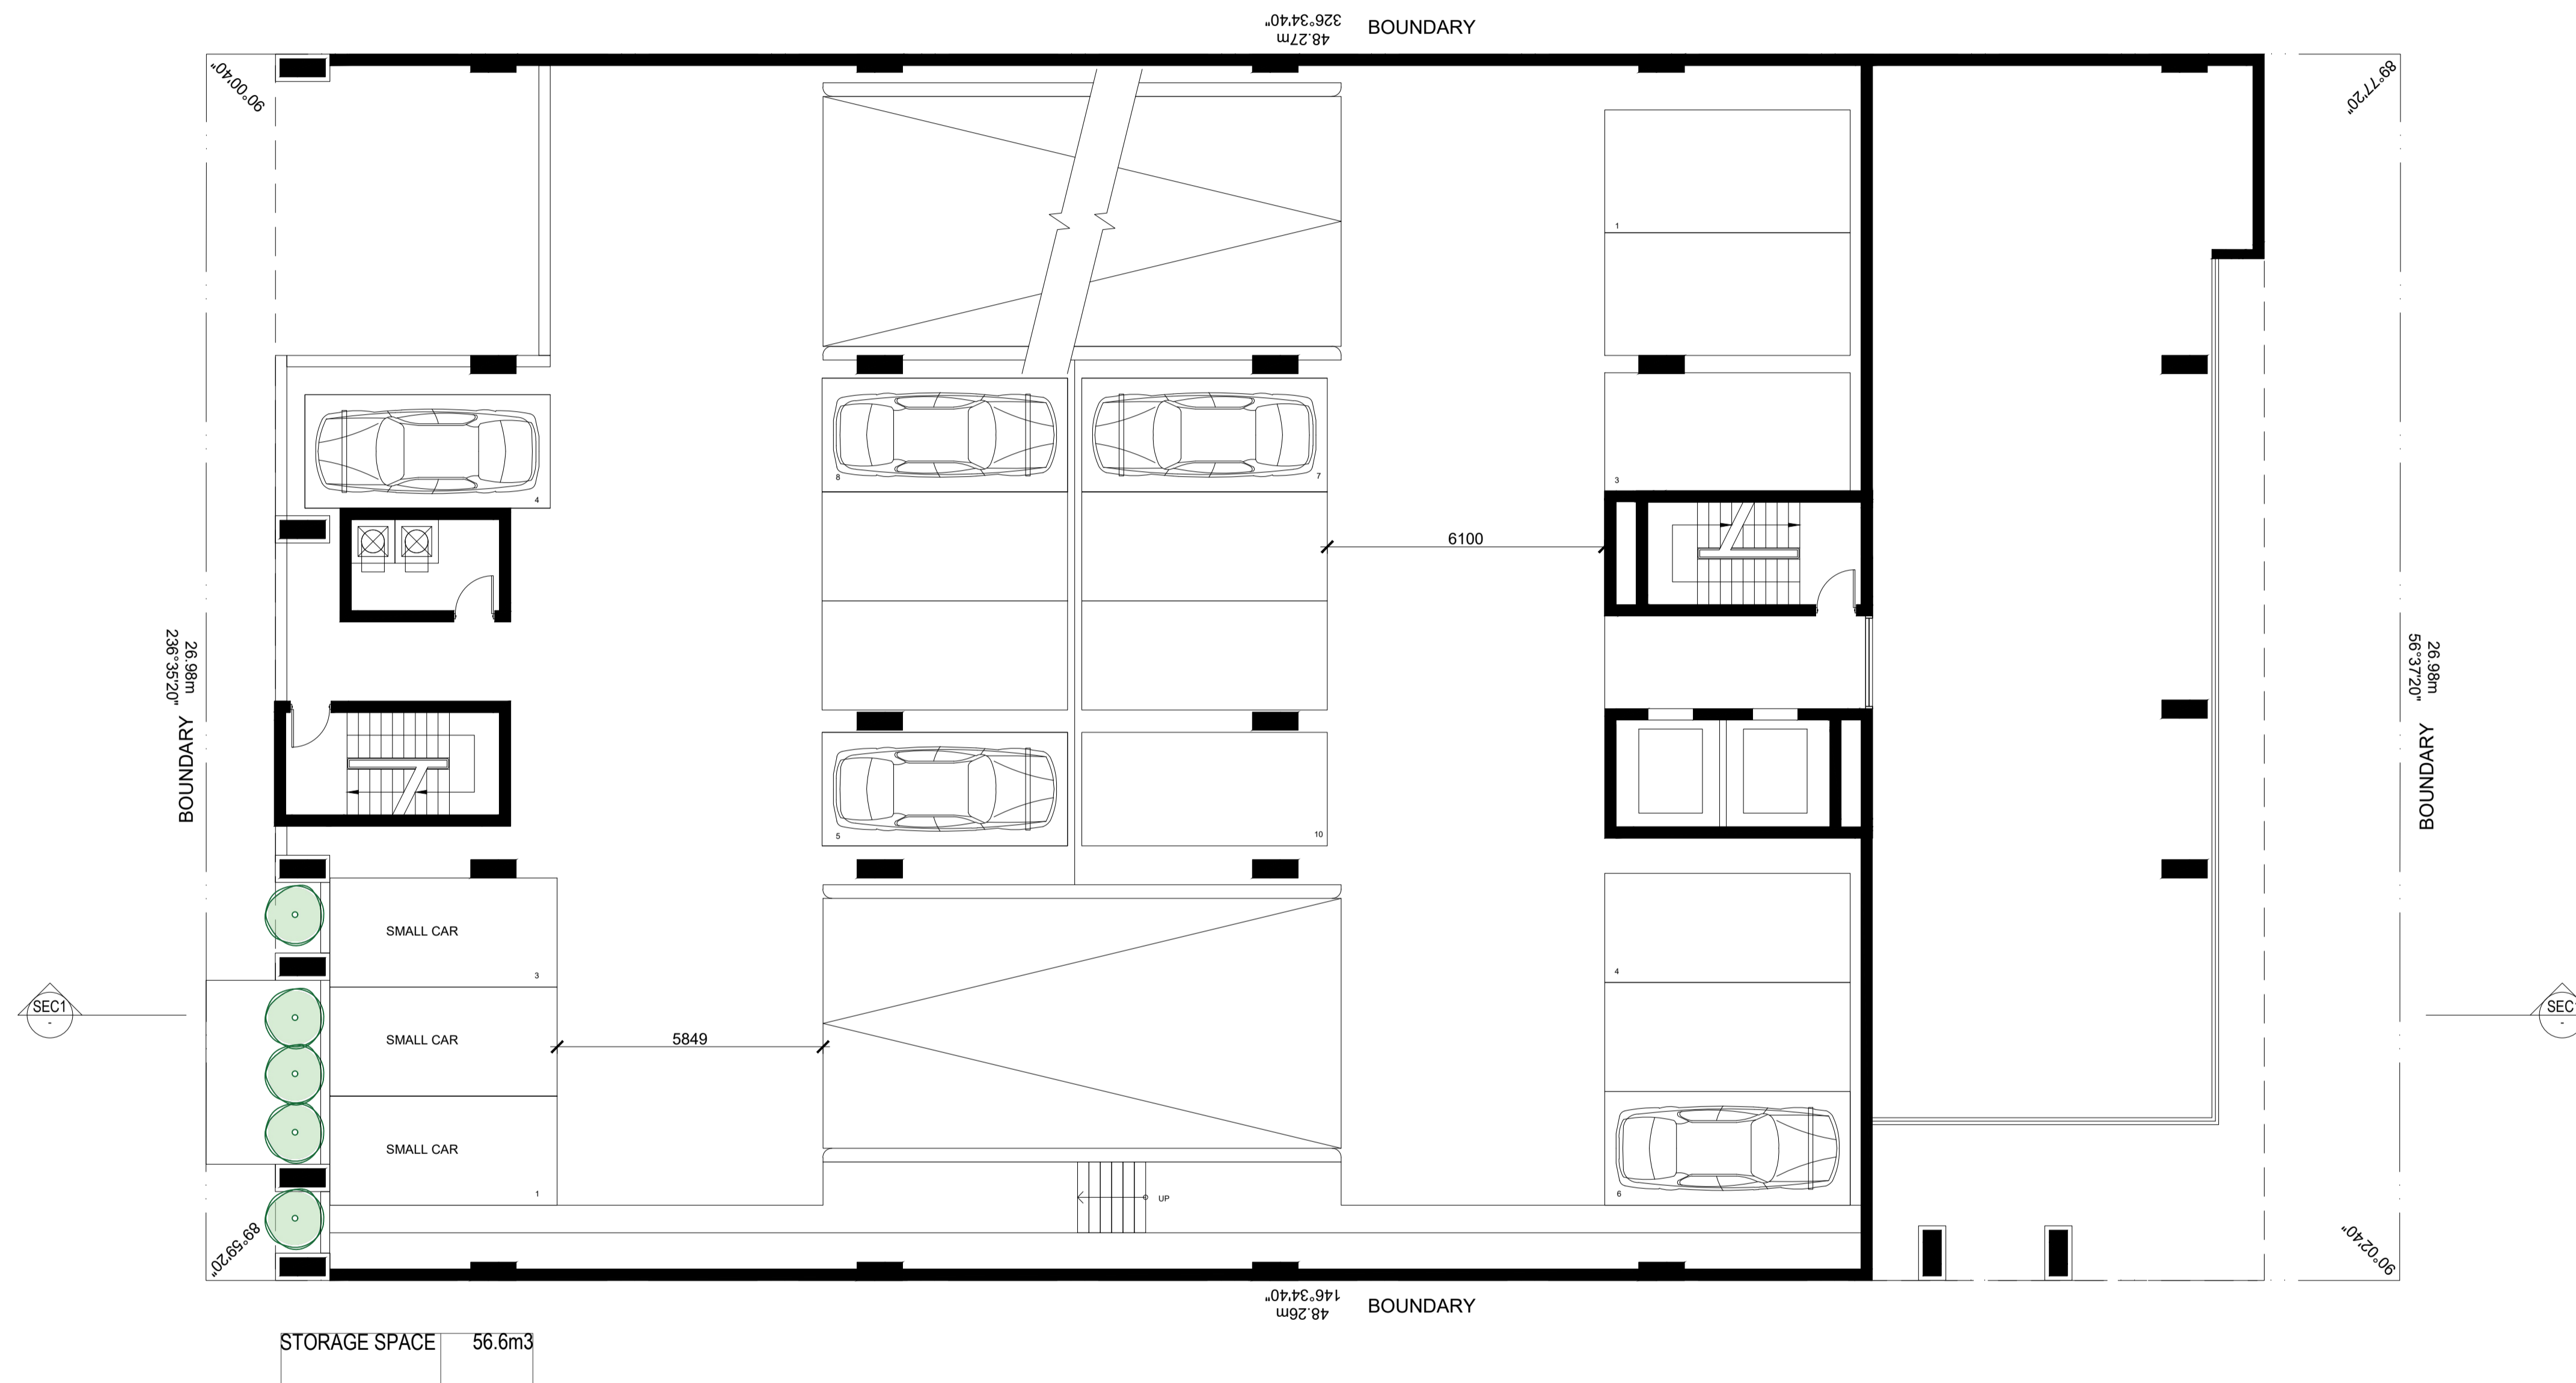 326°34'40"
48.27m
BOUNDARY
90°00'40"
89°77'20"
1
4
8
7
3
6100
26.98m
236°35'20"
BOUNDARY
26.98m
56°37'20"
BOUNDARY
5
10
SMALL CAR
3
4
SEC1
-
SEC
-
SMALL CAR
5849
SMALL CAR
1
UP
6
89°59'20"
90°02'40"
146°34'40"
48.26m
BOUNDARY
STORAGE SPACE 56.6m3